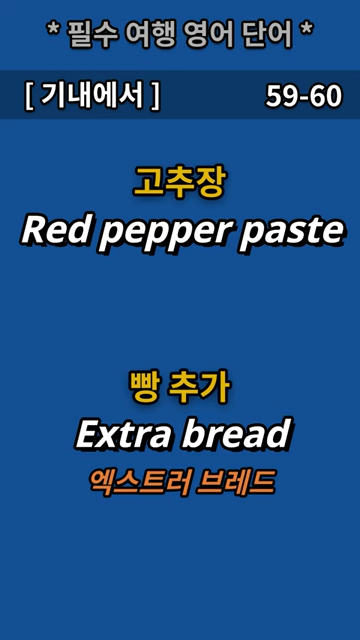 * 필수 여행 영어 단어 *
[ 기내에서 ] 59-60
고추장
Red pepper paste
빵 추가
Extra bread
엑스트러 브레드